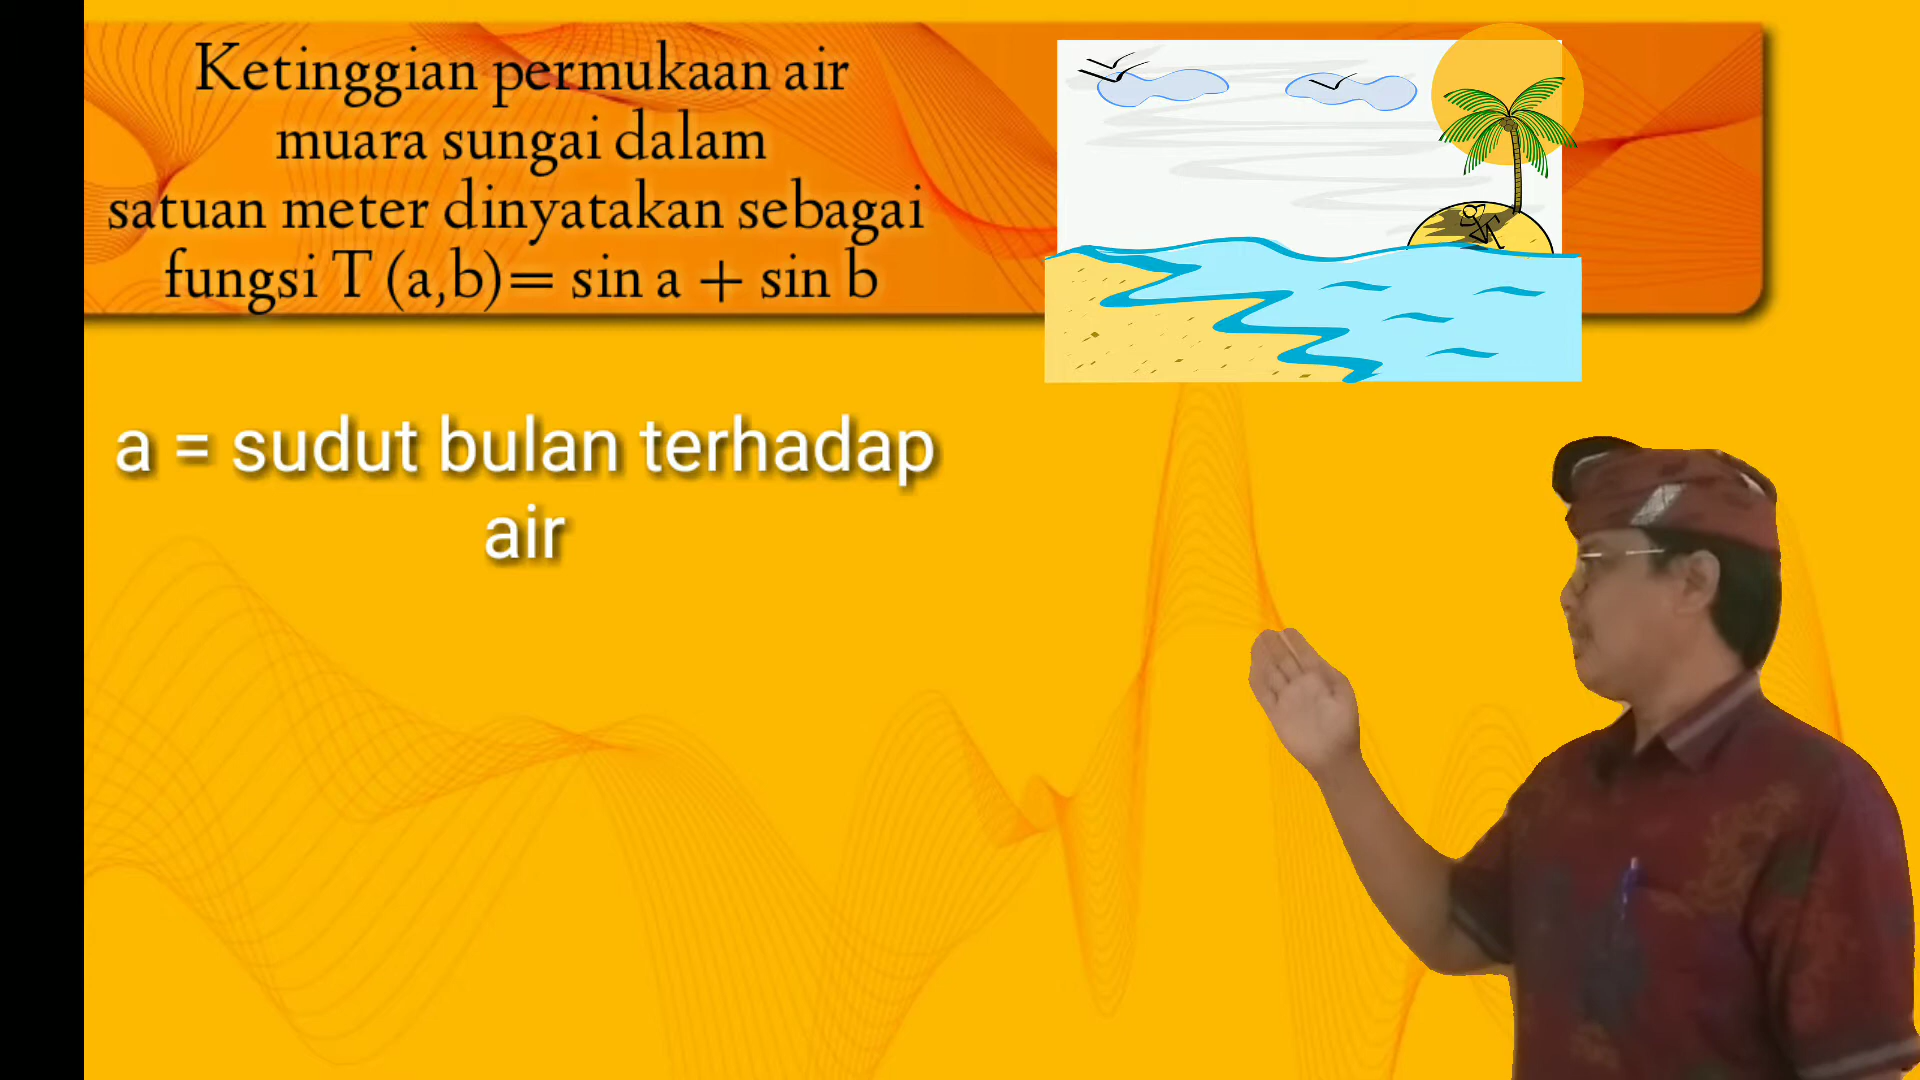 Ketinggian permukaan air
muara sungai dalam
satuan meter dinyatakan sebagai
fungsi T (a,b)= sin a + sin b
a = sudut bulan terhadap
air